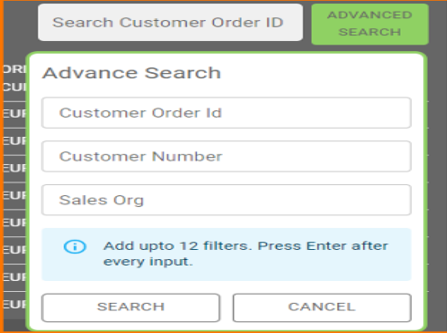 Search Customer Order ID
ADVANCED
SEARCH
Advance Search
Customer Order Id
Customer Number
Sales Org
Add upto 12 filters. Press Enter after
every input.
SEARCH
CANCEL